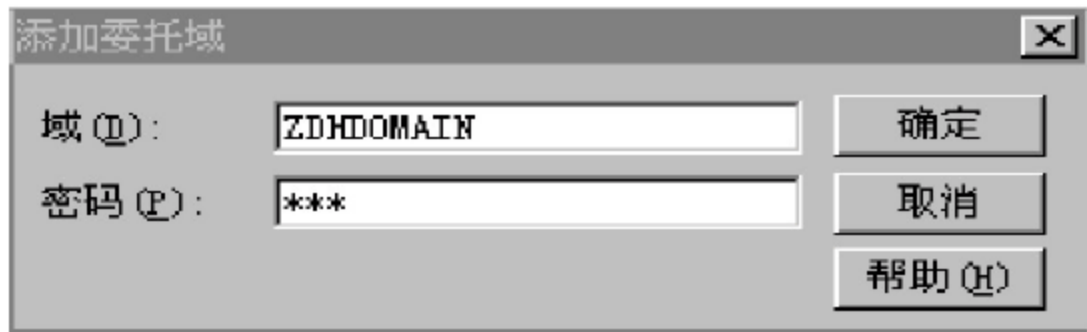 添加委托域
域(D): ZDHDOMAIN 确定
密码(P): *** 取消
帮助(H)